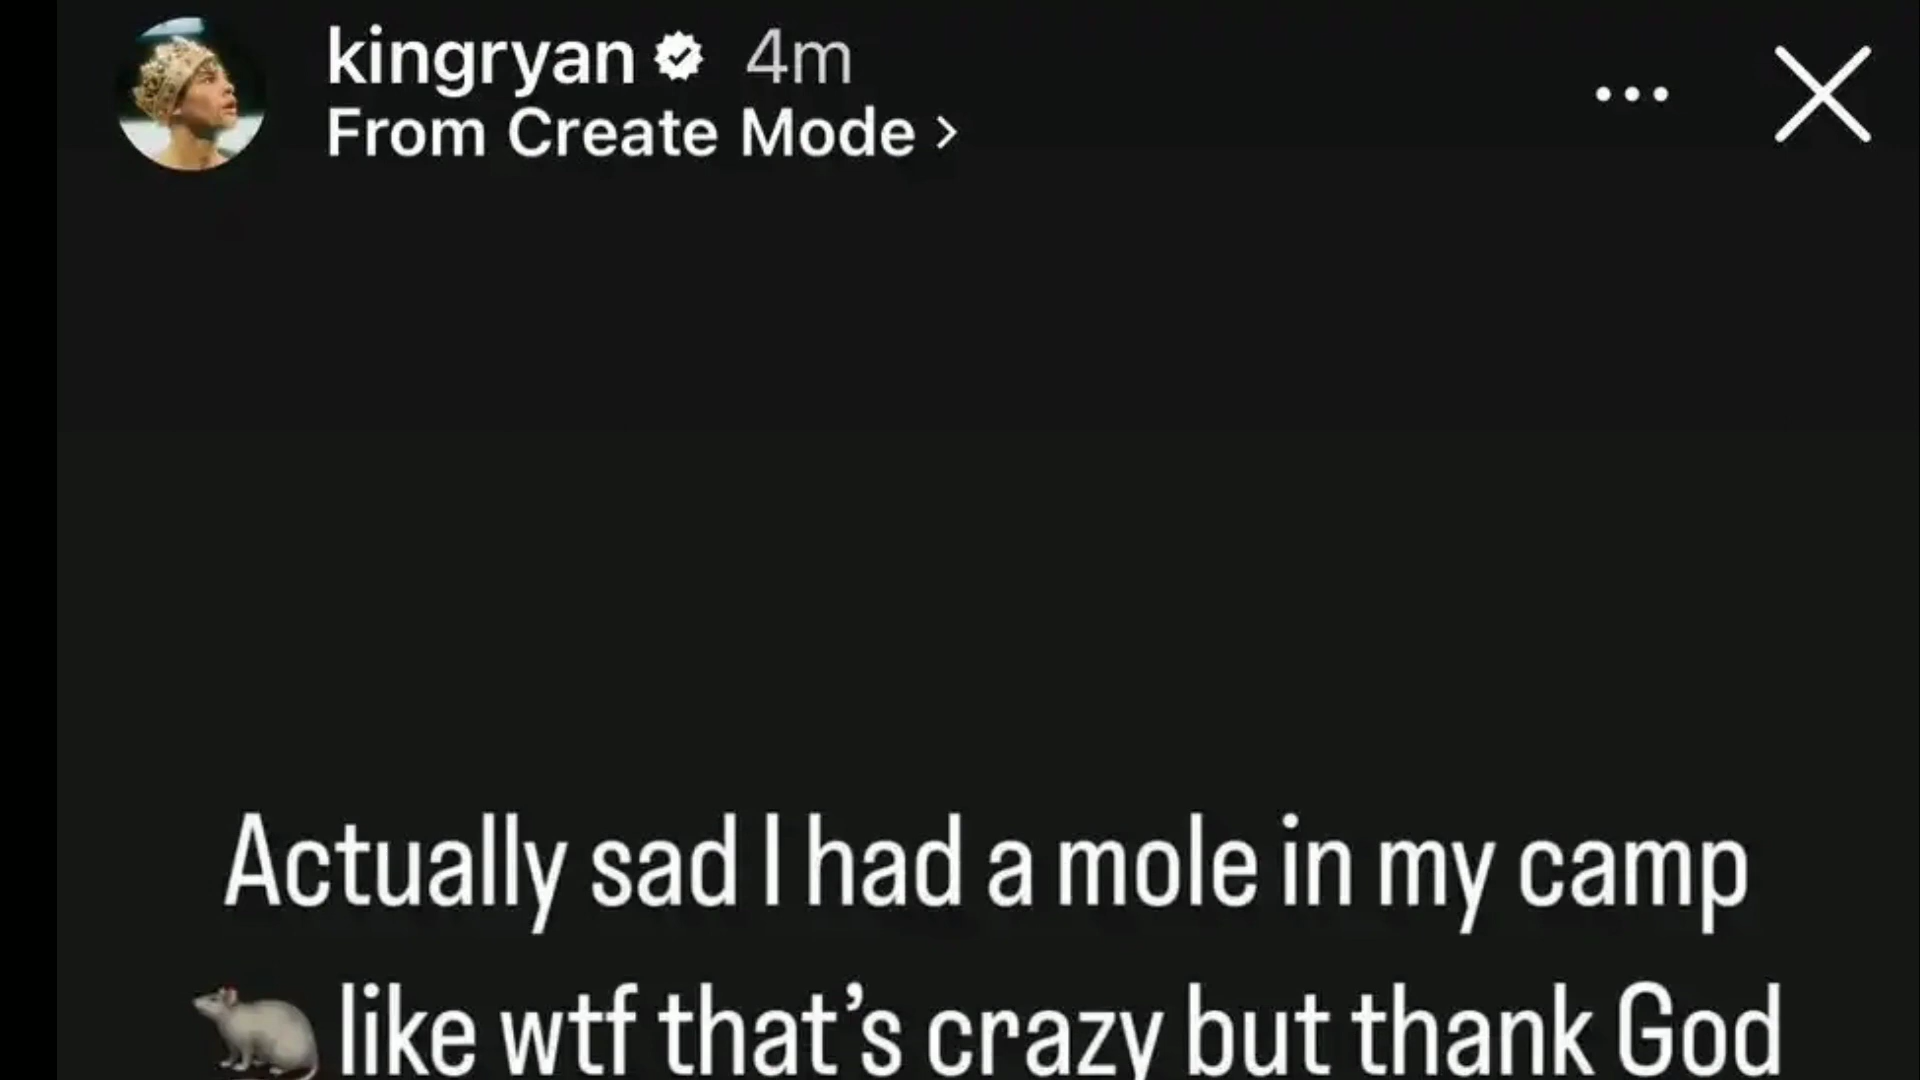 kingryan 4m
From Create Mode >
Actually sad I had a mole in my camp
🐀 like wtf that's crazy but thank God